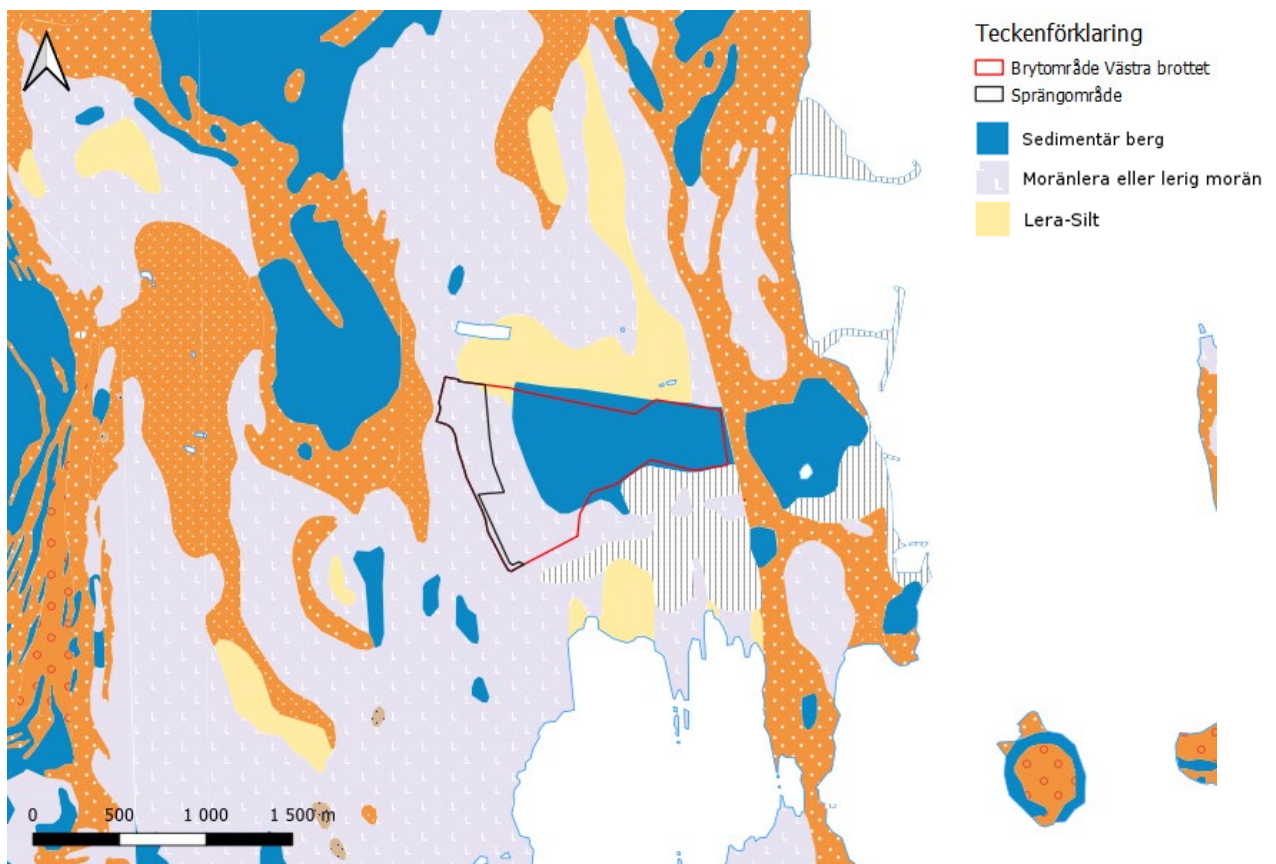 Teckenförklaring
Brytområde Västra brottet
Sprängområde
Sedimentär berg
Moränlera eller lerig morän
Lera-Silt
0 500 1 000 1 500 m